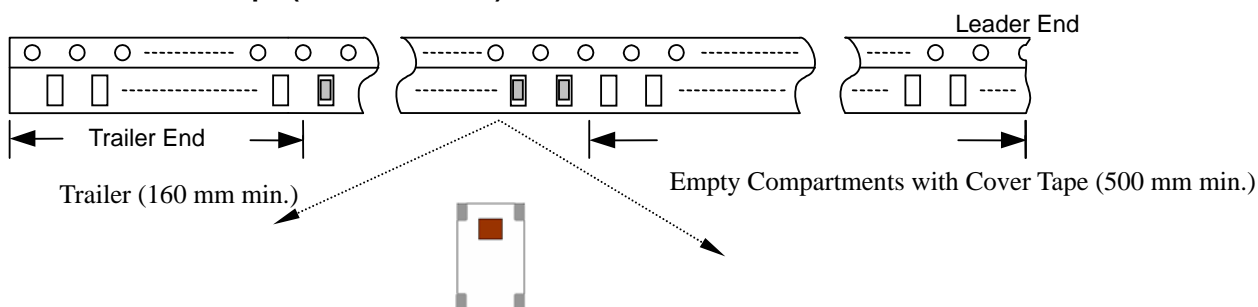 Leader End
Trailer End
Trailer (160 mm min.)
Empty Compartments with Cover Tape (500 mm min.)